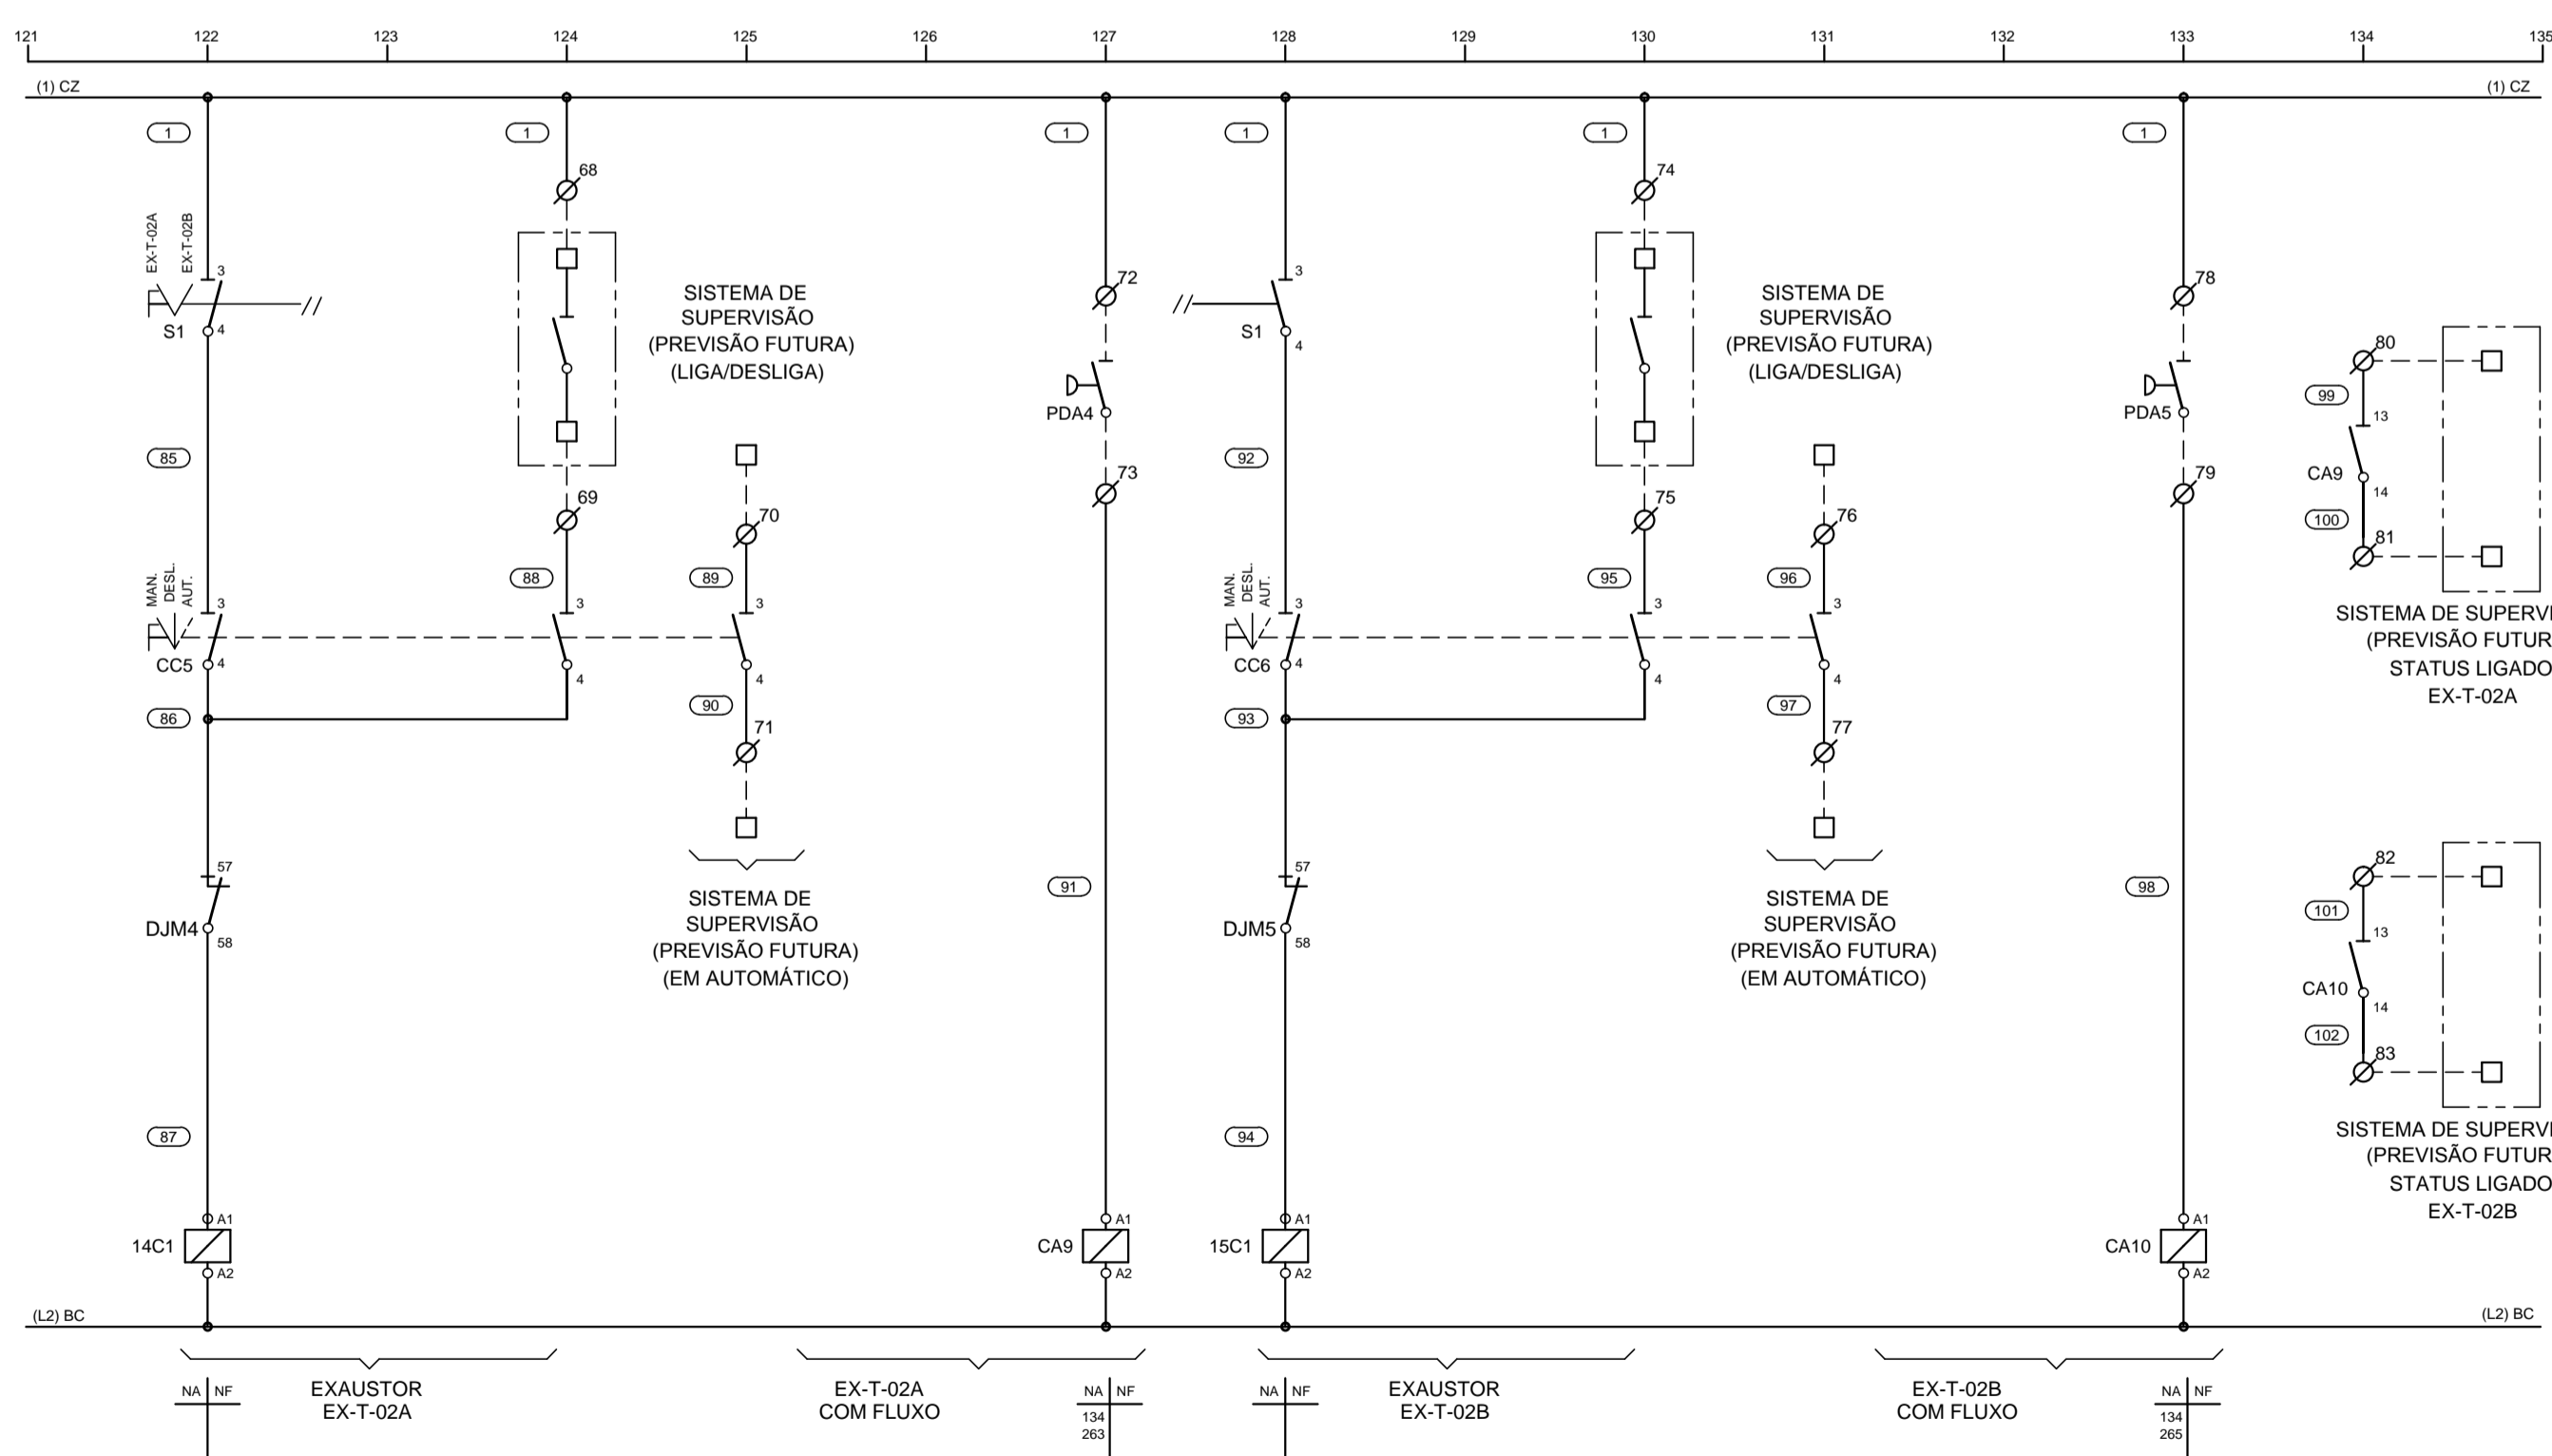 121 122 123 124 125 126 127 128 129 130 131 132 133 134 135
(1) CZ (1) CZ
1 1 1 1 1 1
68 74
EX-T-02A
EX-T-02B
3
S1
4
SISTEMA DE
SUPERVISÃO
(PREVISÃO FUTURA)
(LIGA/DESLIGA)
72
PDA4
73
3
S1
4
SISTEMA DE
SUPERVISÃO
(PREVISÃO FUTURA)
(LIGA/DESLIGA)
78
PDA5
79
80
99
13
CA9
14
100
81
SISTEMA DE SUPERV
(PREVISÃO FUTUR
STATUS LIGADO
EX-T-02A
85
69
70
92
75
76
MAN.
DESL.
AUT.
3
CC5
4
88
3
4
89
3
4
86
90
71
MAN.
DESL.
AUT.
3
CC6
4
95
3
4
96
3
4
93
97
77
57
DJM4
58
SISTEMA DE
SUPERVISÃO
(PREVISÃO FUTURA)
(EM AUTOMÁTICO)
91
57
DJM5
58
SISTEMA DE
SUPERVISÃO
(PREVISÃO FUTURA)
(EM AUTOMÁTICO)
98
82
101
13
CA10
14
102
83
SISTEMA DE SUPERV
(PREVISÃO FUTUR
STATUS LIGADO
EX-T-02B
87
94
A1
14C1
A2
A1
CA9
A2
A1
15C1
A2
A1
CA10
A2
(L2) BC (L2) BC
NA NF
EXAUSTOR
EX-T-02A
EX-T-02A
COM FLUXO
NA NF
134
263
NA NF
EXAUSTOR
EX-T-02B
EX-T-02B
COM FLUXO
NA NF
134
265